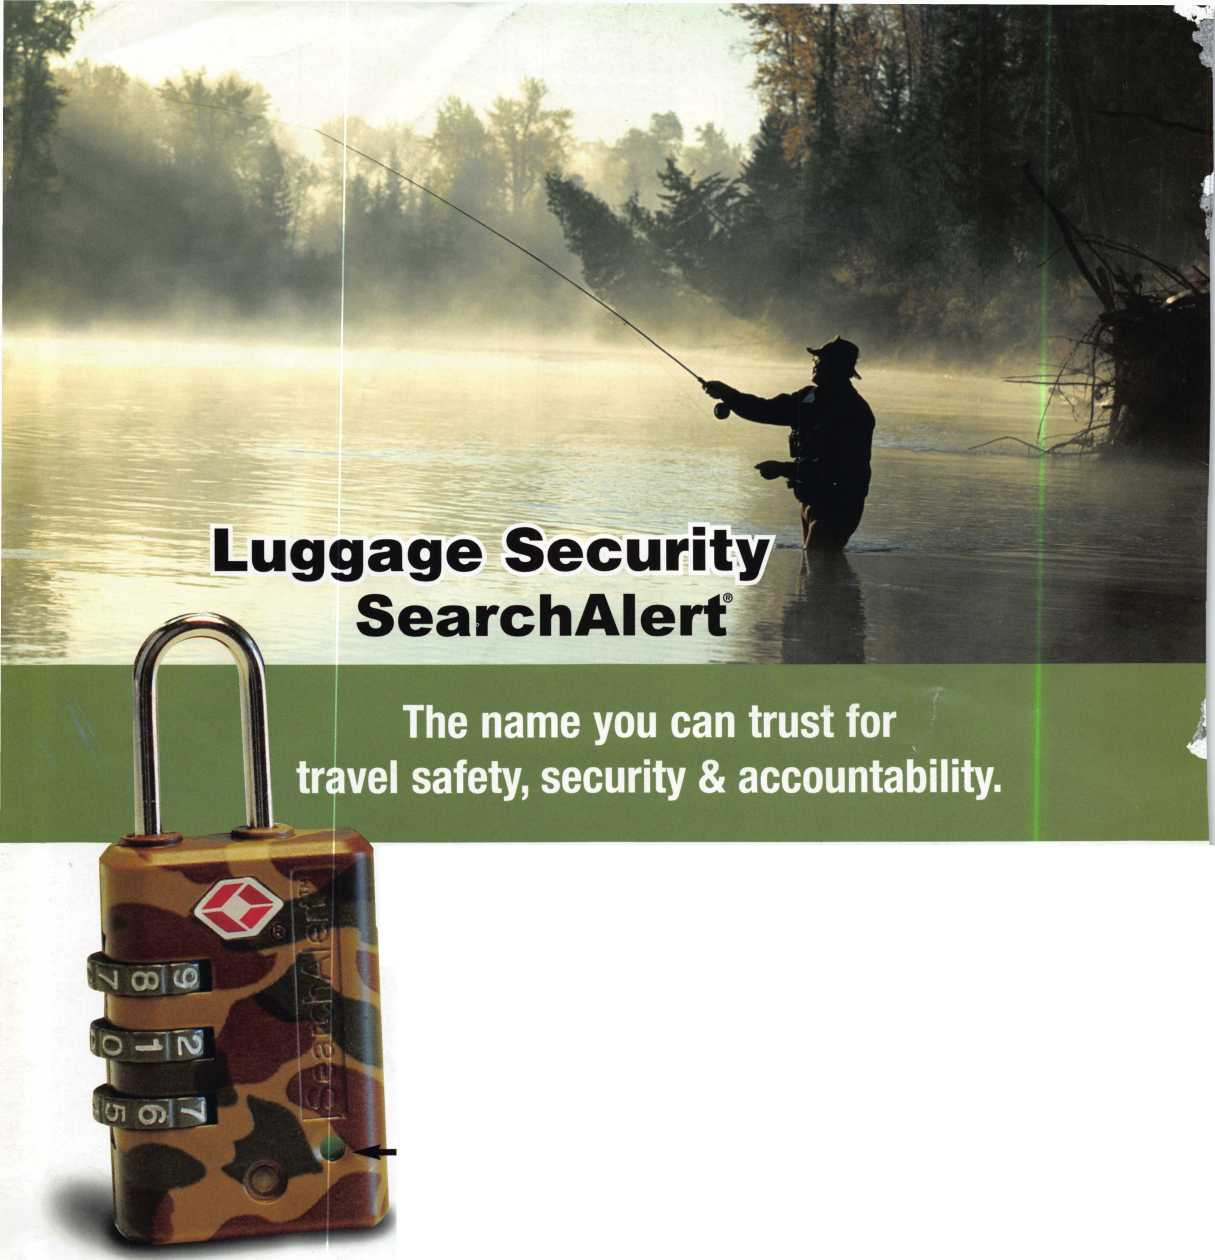 Luggage Security
SearchAlert®
The name you can trust for
travel safety, security & accountability.
®
SearchAlert™
7 8 9
0 1 2
5 6 7